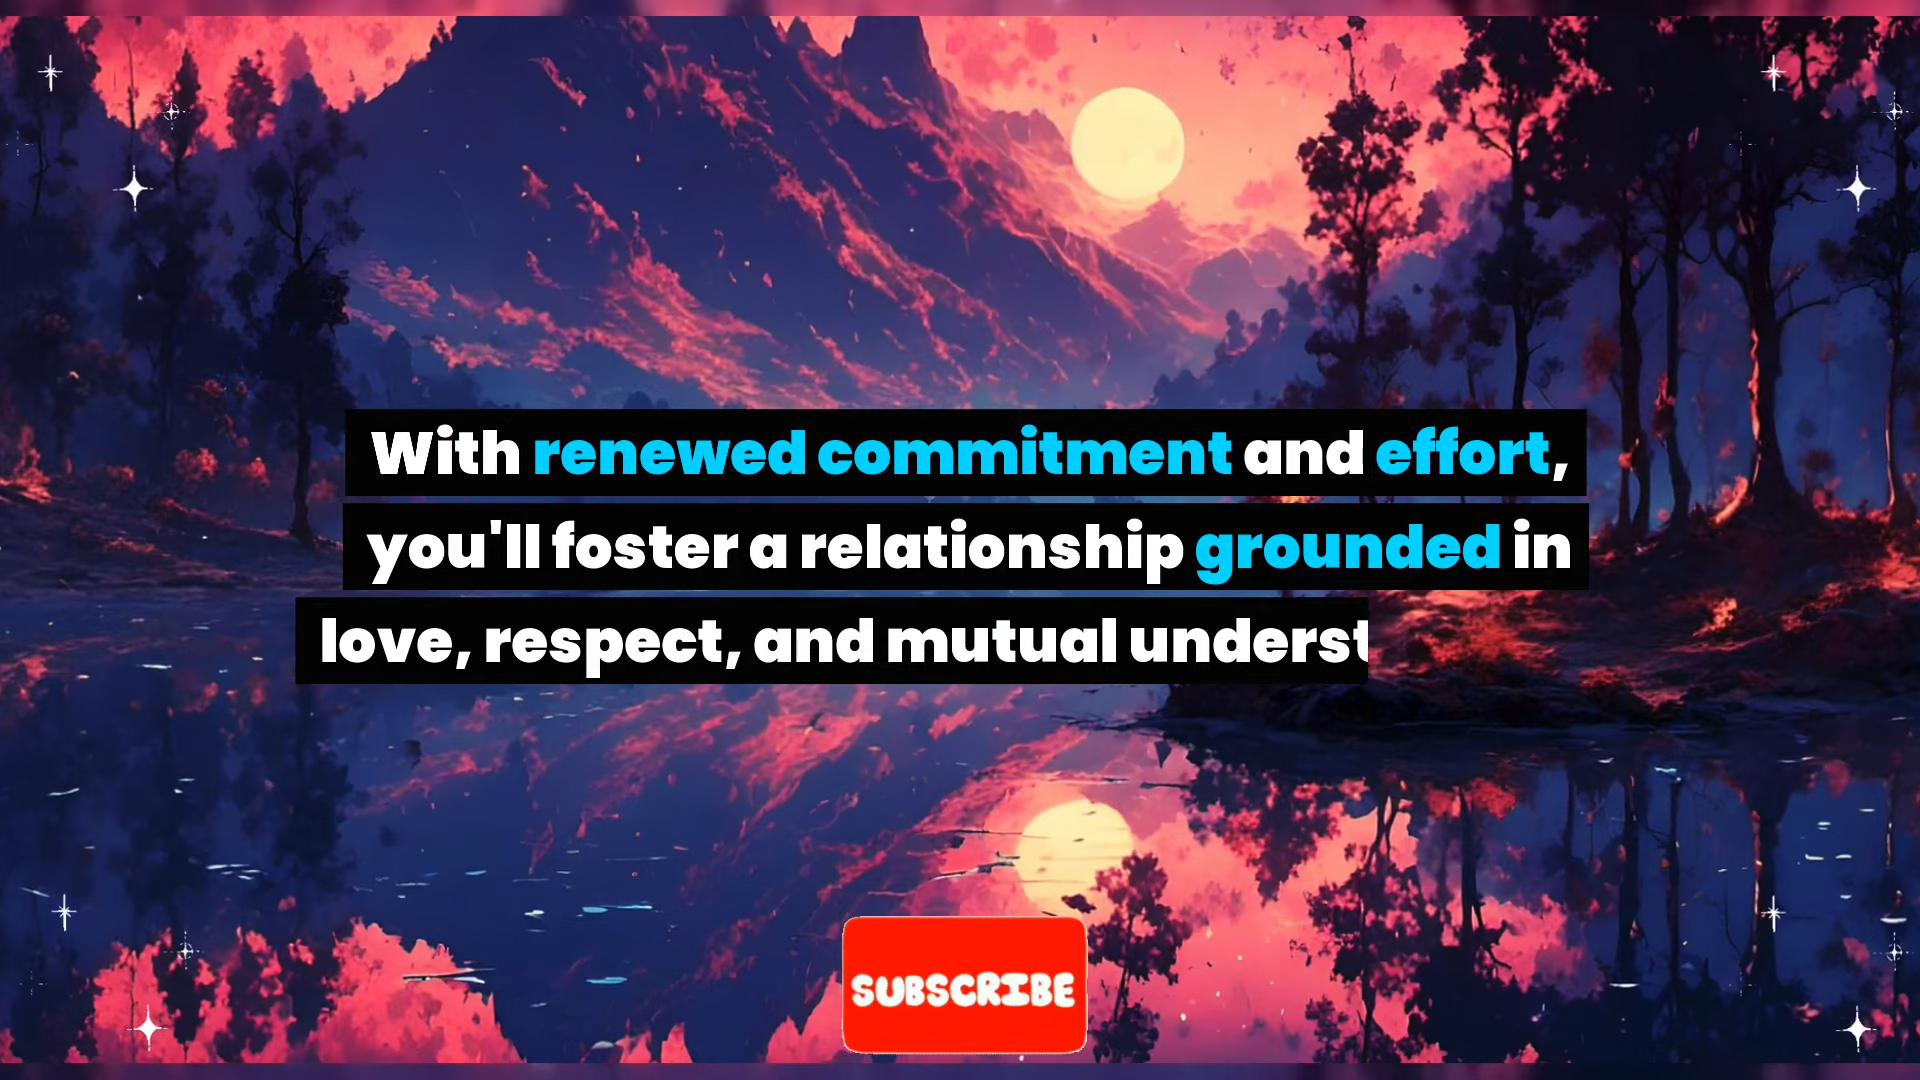 With renewed commitment and effort,
you'll foster a relationship grounded in
love, respect, and mutual underst
SUBSCRIBE